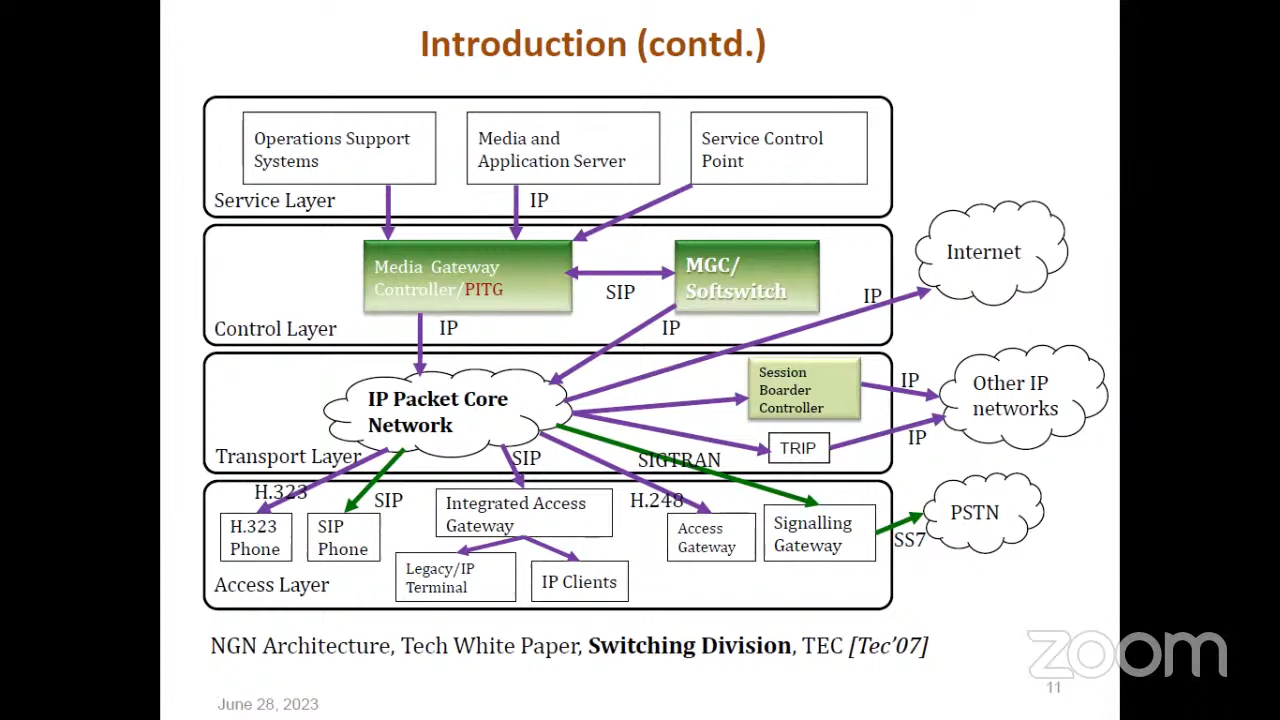 Introduction (contd.)
Operations Support
Systems
Media and
Application Server
Service Control
Point
Service Layer
IP
Internet
Media Gateway
Controller/PITG
MGC/
Softswitch
SIP
IP
Control Layer
IP
IP
IP Packet Core
Network
Session
Boarder
Controller
IP
Other IP
networks
TRIP
IP
Transport Layer
SIP
SIGTRAN
H.323
SIP
H.248
Integrated Access
Gateway
H.323
Phone
SIP
Phone
Access
Gateway
Signalling
Gateway
PSTN
SS7
Legacy/IP
Terminal
IP Clients
Access Layer
NGN Architecture, Tech White Paper, Switching Division, TEC [Tec’07]
zoom
11
June 28, 2023